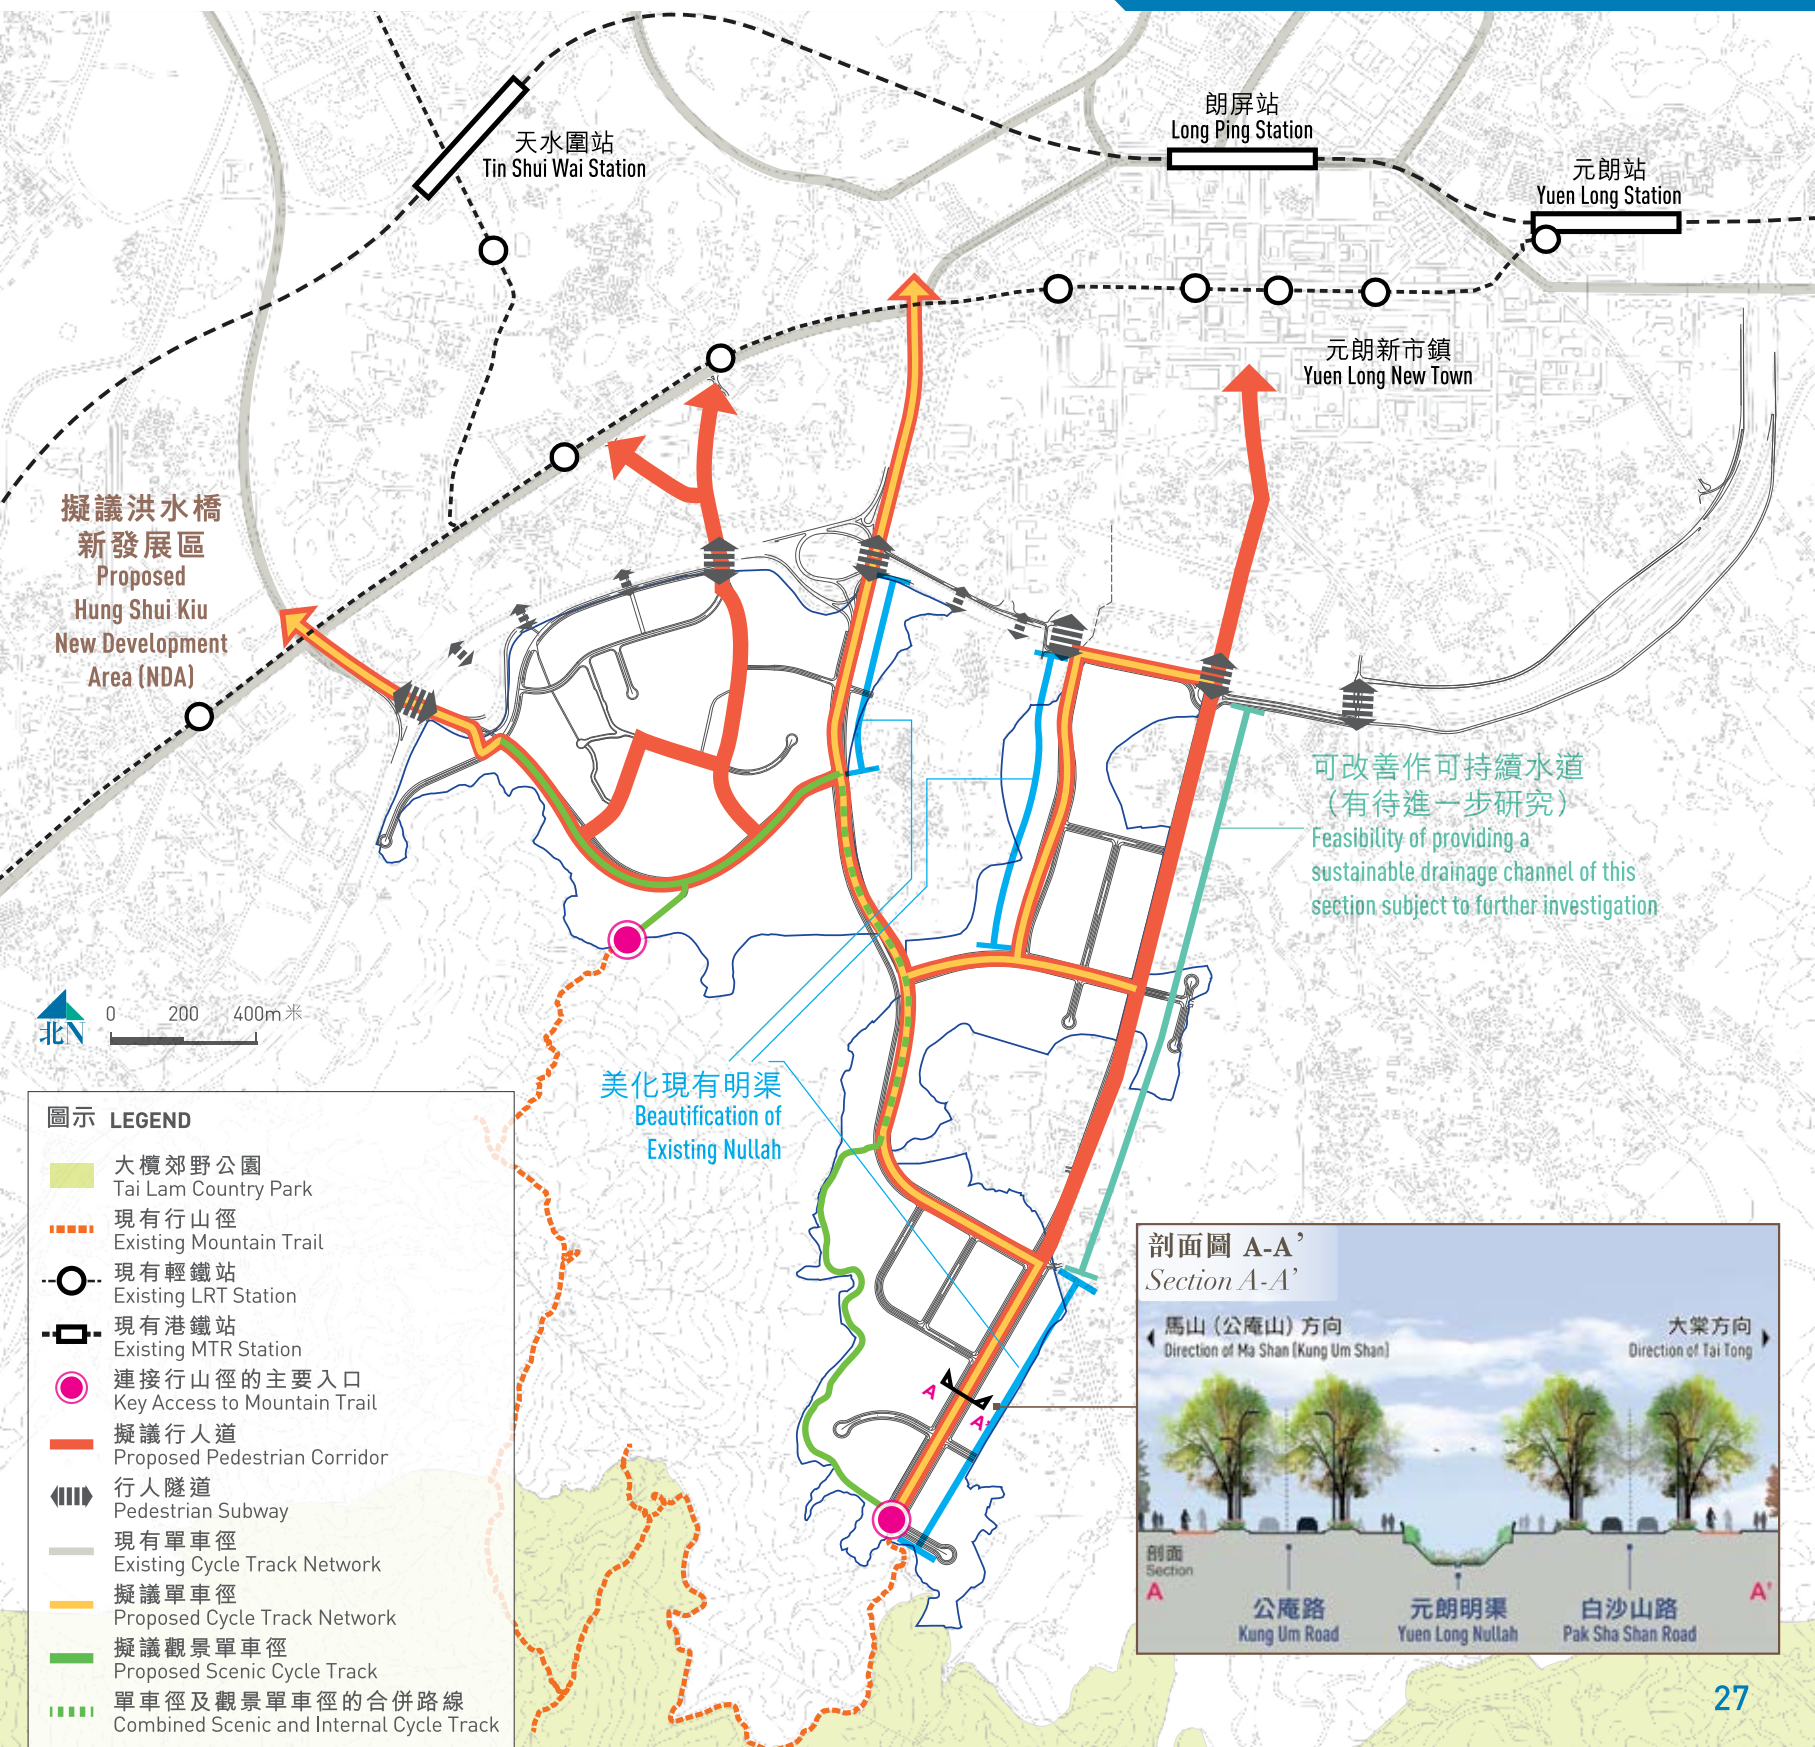 朗屏站
Long Ping Station
天水圍站
Tin Shui Wai Station
元朗站
Yuen Long Station
元朗新市鎮
Yuen Long New Town
擬議洪水橋
新發展區
Proposed
Hung Shui Kiu
New Development
Area (NDA)
可改善作可持續水道
（有待進一步研究）
Feasibility of providing a
sustainable drainage channel of this
section subject to further investigation
北N
0 200 400m米
美化現有明渠
Beautification of
Existing Nullah
圖示 LEGEND
大欖郊野公園
Tai Lam Country Park
現有行山徑
Existing Mountain Trail
現有輕鐵站
Existing LRT Station
現有港鐵站
Existing MTR Station
連接行山徑的主要入口
Key Access to Mountain Trail
擬議行人道
Proposed Pedestrian Corridor
行人隧道
Pedestrian Subway
現有單車徑
Existing Cycle Track Network
擬議單車徑
Proposed Cycle Track Network
擬議觀景單車徑
Proposed Scenic Cycle Track
單車徑及觀景單車徑的合併路線
Combined Scenic and Internal Cycle Track
A
A'
剖面圖 A-A’
Section A-A’
馬山（公庵山）方向
Direction of Ma Shan (Kung Um Shan)
大棠方向
Direction of Tai Tong
剖面
Section
A
A'
公庵路
Kung Um Road
元朗明渠
Yuen Long Nullah
白沙山路
Pak Sha Shan Road
27